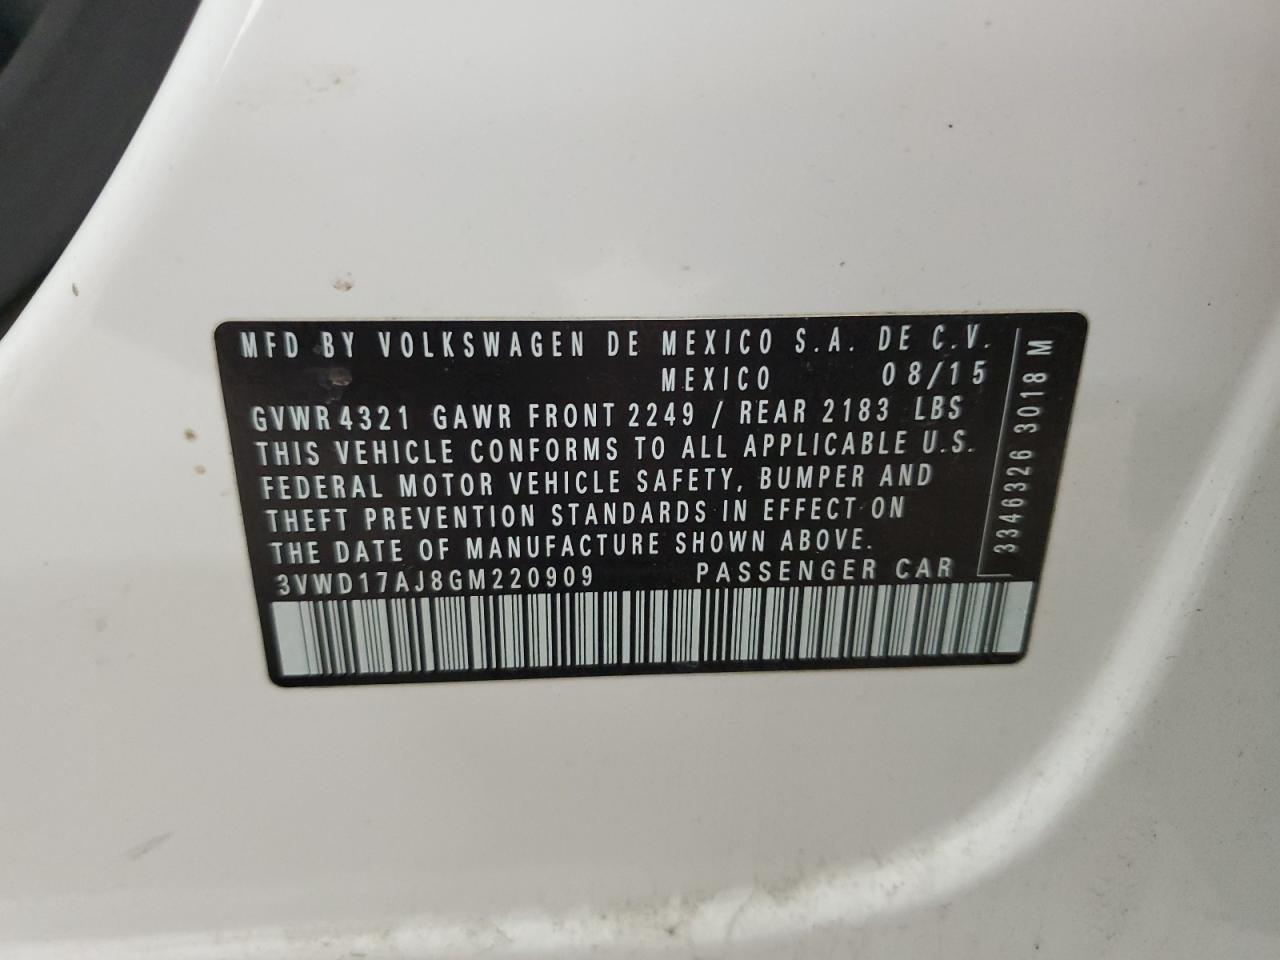 MFD BY VOLKSWAGEN DE MEXICO S.A. DE C.V.
MEXICO 08/15
GVWR 4321 GAWR FRONT 2249 / REAR 2183 LBS
THIS VEHICLE CONFORMS TO ALL APPLICABLE U.S.
FEDERAL MOTOR VEHICLE SAFETY, BUMPER AND
THEFT PREVENTION STANDARDS IN EFFECT ON
THE DATE OF MANUFACTURE SHOWN ABOVE.
3VWD17AJ8GM220909 PASSENGER CAR
3346326 3018 M